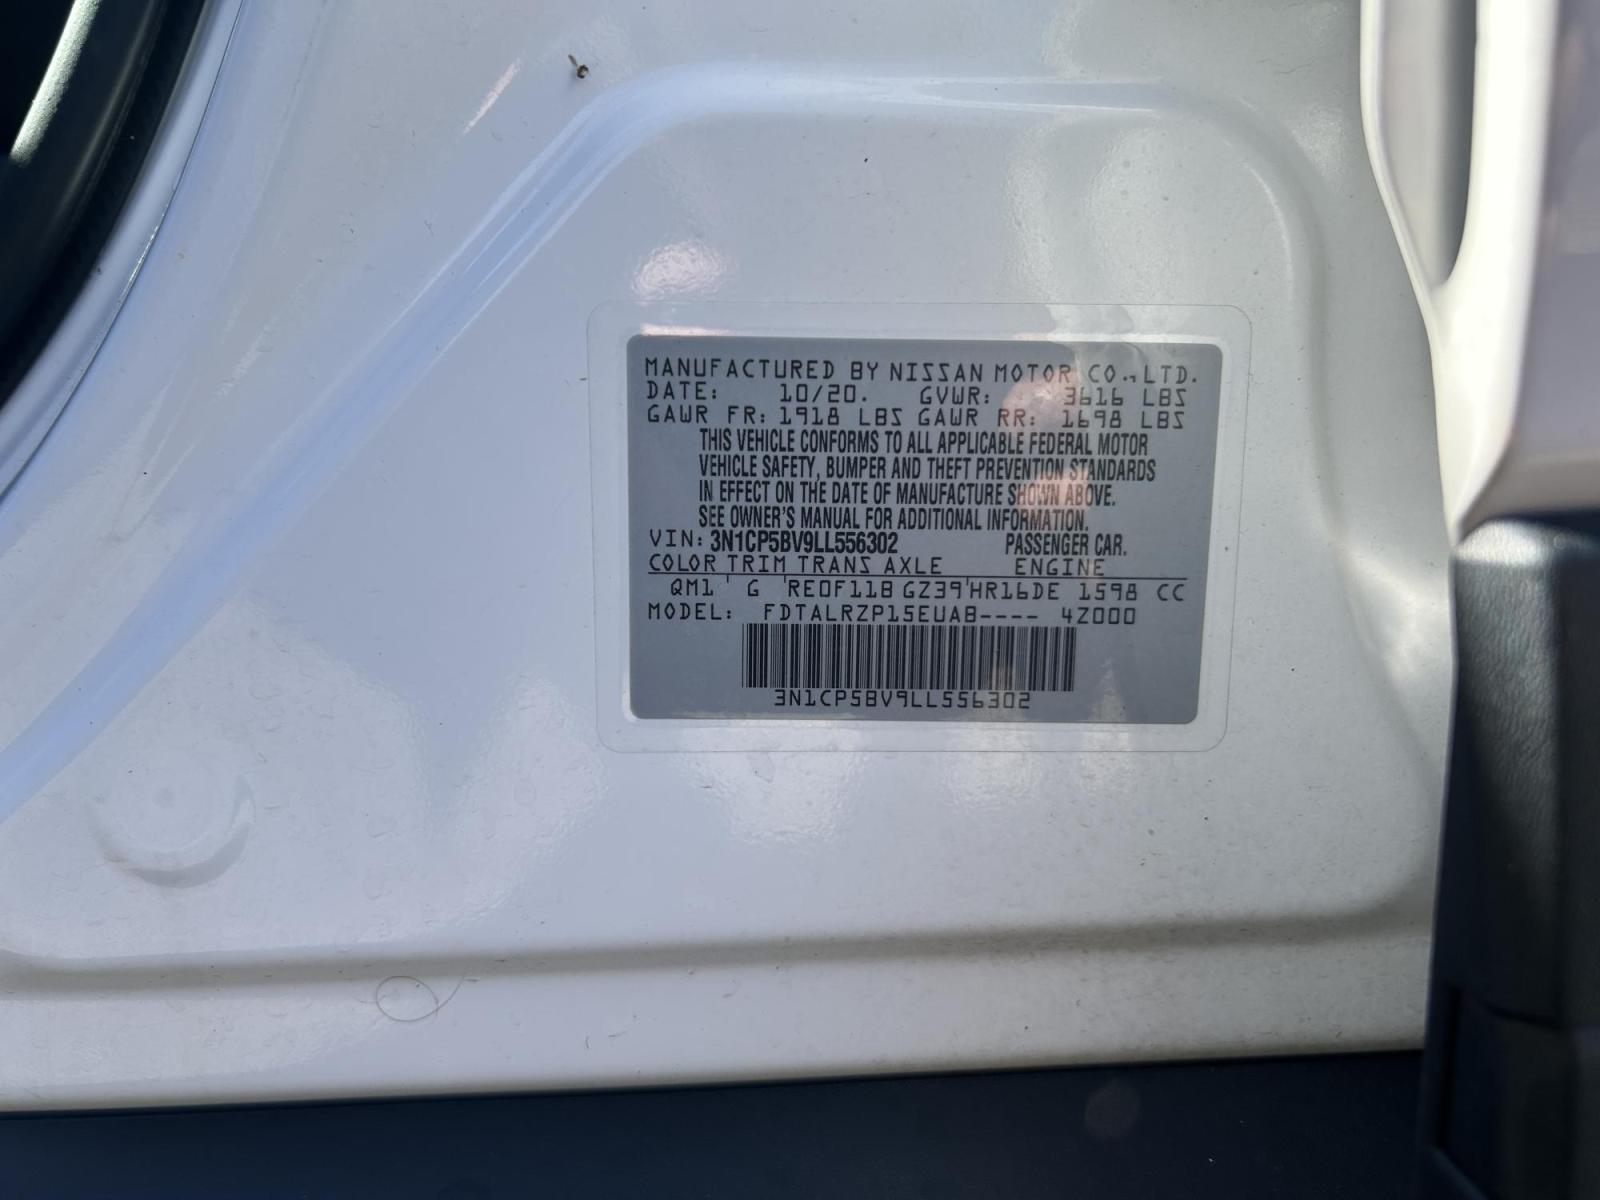 MANUFACTURED BY NISSAN MOTOR CO., LTD.
DATE: 10/20. GVWR: 3616 LBS
GAWR FR: 1918 LBS GAWR RR: 1698 LBS
THIS VEHICLE CONFORMS TO ALL APPLICABLE FEDERAL MOTOR
VEHICLE SAFETY, BUMPER AND THEFT PREVENTION STANDARDS
IN EFFECT ON THE DATE OF MANUFACTURE SHOWN ABOVE.
SEE OWNER'S MANUAL FOR ADDITIONAL INFORMATION.
VIN: 3N1CP5BV9LL556302 PASSENGER CAR.
COLOR TRIM TRANS AXLE ENGINE
QM1 ' G ' RE0F11B GZ39'HR16DE 1598 CC
MODEL: FDTALRZP15EUAB---- 4Z000
3N1CP5BV9LL556302